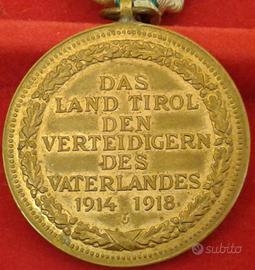 DAS
LAND TIROL
DEN
VERTEIDIGERN
DES
VATERLANDES
1914 1918
subito